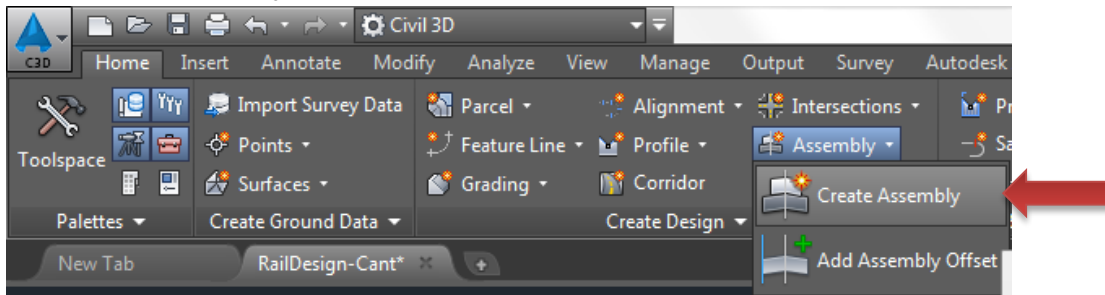 Civil 3D
C3D Home Insert Annotate Modify Analyze View Manage Output Survey Autodesk
Import Survey Data Parcel Alignment Intersections
Toolspace Points Feature Line Profile Assembly
Surfaces Grading Corridor Create Assembly
Palettes Create Ground Data Create Design
New Tab RailDesign-Cant* Add Assembly Offset